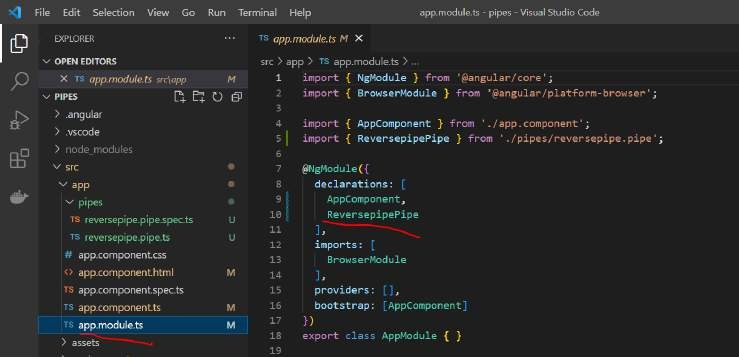 File Edit Selection View Go Run Terminal Help app.module.ts - pipes - Visual Studio Code
EXPLORER
OPEN EDITORS
TS app.module.ts src\app M
PIPES
.angular
.vscode
node_modules
src
app
pipes
TS reversepipe.pipe.spec.ts U
TS reversepipe.pipe.ts U
# app.component.css
<> app.component.html M
TS app.component.spec.ts
TS app.component.ts M
TS app.module.ts M
assets
TS app.module.ts M
src > app > TS app.module.ts > ...
1 import { NgModule } from '@angular/core';
2 import { BrowserModule } from '@angular/platform-browser';
3
4 import { AppComponent } from './app.component';
5 import { ReversepipePipe } from './pipes/reversepipe.pipe';
6
7 @NgModule({
8 declarations: [
9 AppComponent,
10 ReversepipePipe
11 ],
12 imports: [
13 BrowserModule
14 ],
15 providers: [],
16 bootstrap: [AppComponent]
17 })
18 export class AppModule { }
19